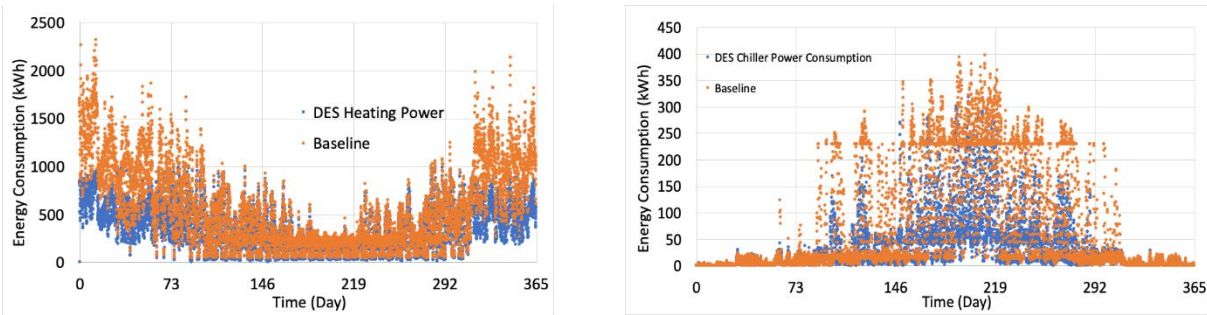 2500
2000
1500
1000
500
0
Energy Consumption (kWh)
DES Heating Power
Baseline
0 73 146 219 292 365
Time (Day)
450
400
350
300
250
200
150
100
50
0
Energy Consumption (kWh)
DES Chiller Power Consumption
Baseline
0 73 146 219 292 365
Time (Day)